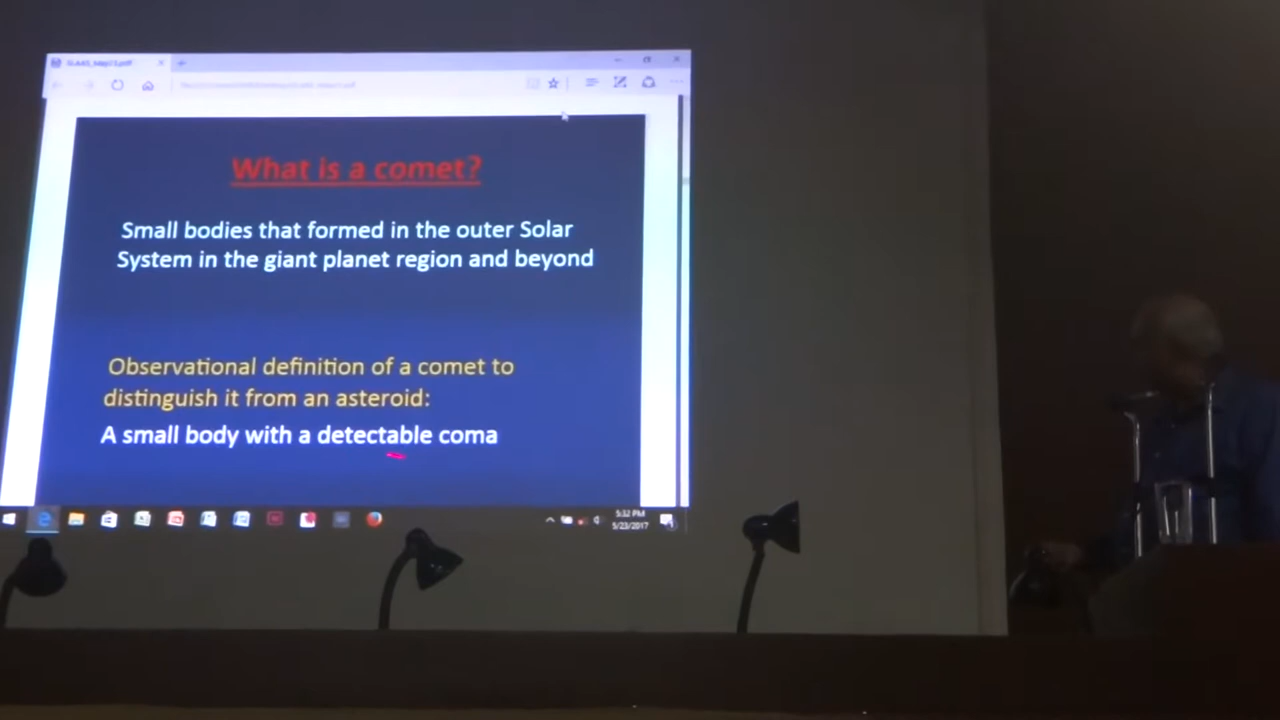 What is a comet?
Small bodies that formed in the outer Solar
System in the giant planet region and beyond
Observational definition of a comet to
distinguish it from an asteroid:
A small body with a detectable coma
5:32 PM
5/23/2017